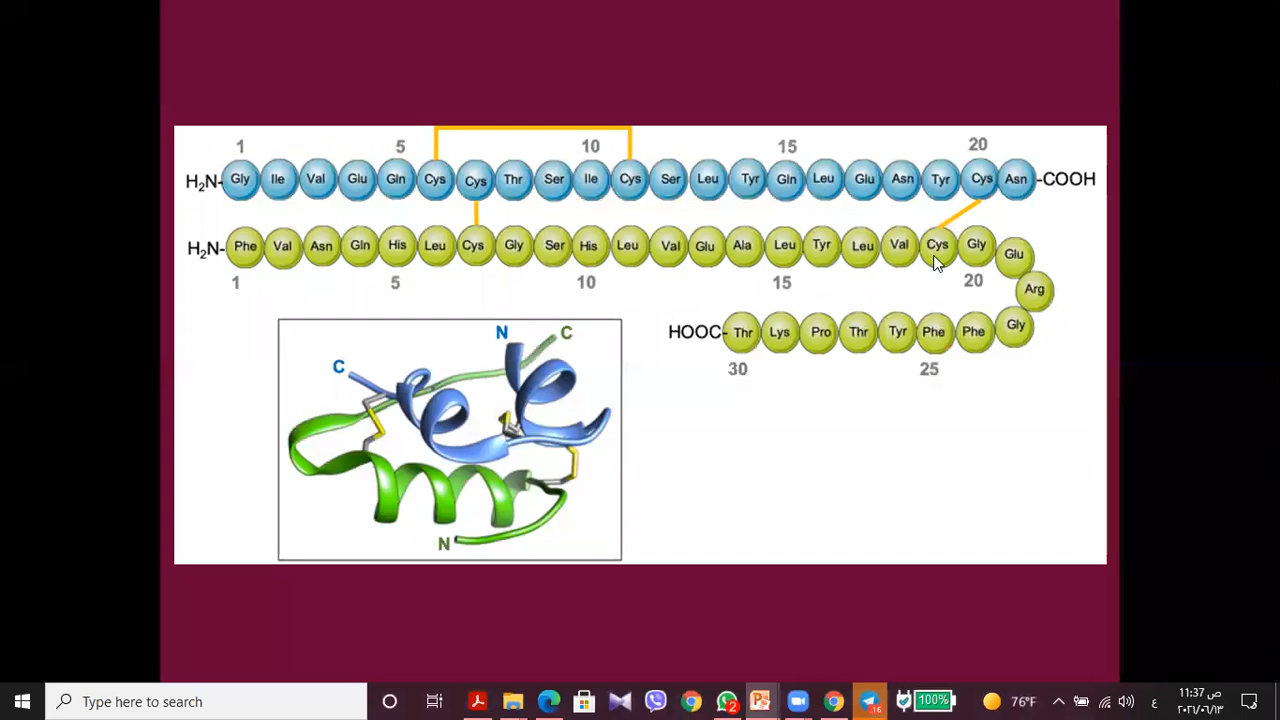 1 5 10 15 20
H₂N- Gly Ile Val Glu Gln Cys Cys Thr Ser Ile Cys Ser Leu Tyr Gln Leu Glu Asn Tyr Cys Asn -COOH
H₂N- Phe Val Asn Gln His Leu Cys Gly Ser His Leu Val Glu Ala Leu Tyr Leu Val Cys Gly Glu
1 5 10 15 20
Arg
HOOC- Thr Lys Pro Thr Tyr Phe Phe Gly
30 25
N C
C
N
Type here to search
2
16
100%
76°F
ع
11:37 ص
٢٠٢١/٠٦/١٣